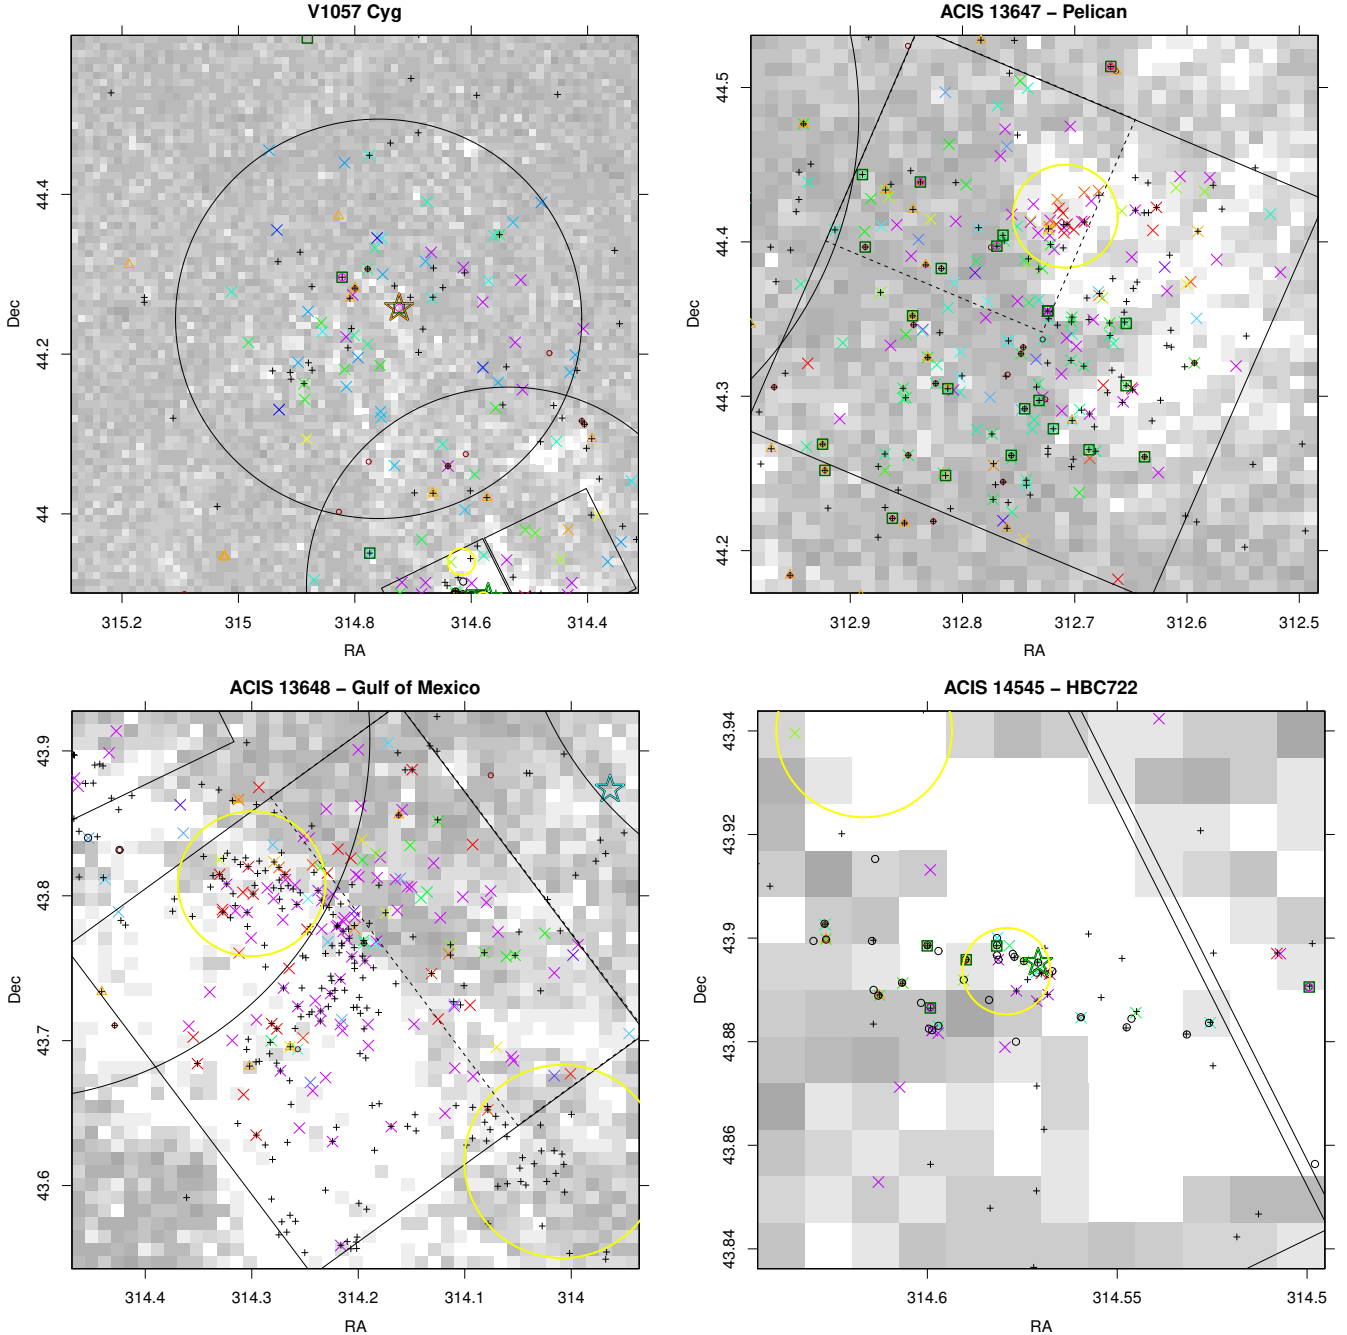 V1057 Cyg
44.4
44.2
44
Dec
315.2 315 314.8 314.6 314.4
RA
ACIS 13647 − Pelican
44.5
44.4
44.3
44.2
Dec
312.9 312.8 312.7 312.6 312.5
RA
ACIS 13648 − Gulf of Mexico
43.9
43.8
43.7
43.6
Dec
314.4 314.3 314.2 314.1 314
RA
ACIS 14545 − HBC722
43.94
43.92
43.9
43.88
43.86
43.84
Dec
314.6 314.55 314.5
RA